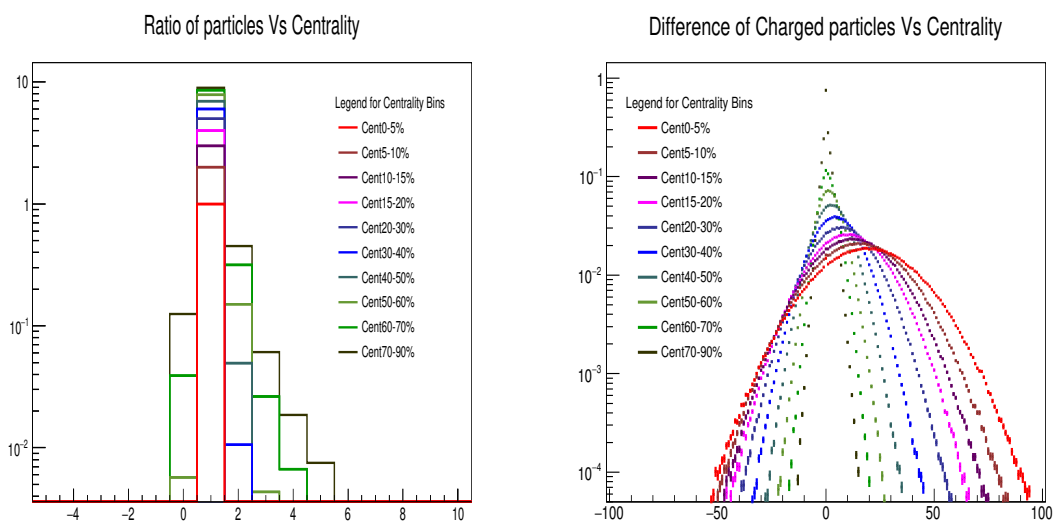 Ratio of particles Vs Centrality
10
1
10⁻¹
10⁻²
Legend for Centrality Bins
Cent0-5%
Cent5-10%
Cent10-15%
Cent15-20%
Cent20-30%
Cent30-40%
Cent40-50%
Cent50-60%
Cent60-70%
Cent70-90%
−4 −2 0 2 4 6 8 10
Difference of Charged particles Vs Centrality
1
10⁻¹
10⁻²
10⁻³
10⁻⁴
Legend for Centrality Bins
Cent0-5%
Cent5-10%
Cent10-15%
Cent15-20%
Cent20-30%
Cent30-40%
Cent40-50%
Cent50-60%
Cent60-70%
Cent70-90%
−100 −50 0 50 100